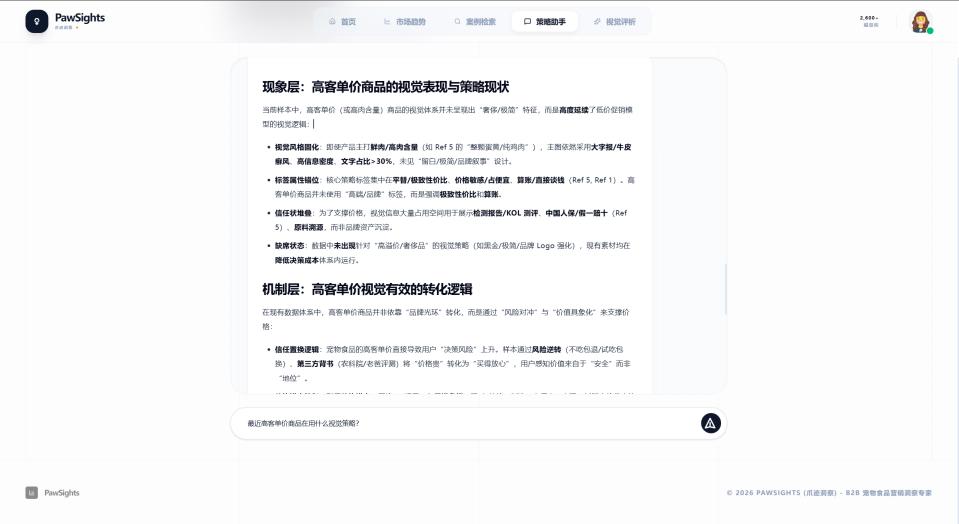 PawSights
爪迹洞察
首页
市场趋势
案例检索
策略助手
视觉评析
2,600+
现象层：高客单价商品的视觉表现与策略现状
当前样本中，高客单价（或高肉含量）商品的视觉体系并未呈现出“奢侈/极简”特征，而是高度延续了低价促销模
型的视觉逻辑：
视觉风格固化：即使产品主打鲜肉/高肉含量（如 Ref 5 的“整颗蛋黄/纯鸡肉”），主图依然采用大字报/牛皮
癣风、高信息密度、文字占比>30%，未见“留白/极简/品牌叙事”设计。
标签属性错位：核心策略标签集中在平替/极致性价比、价格敏感/占便宜、算账/直接谈钱（Ref 5, Ref 1）。高
客单价商品并未使用“高端/品牌”标签，而是强调极致性价比和算账。
信任状堆叠：为了支撑价格，视觉信息大量占用空间用于展示检测报告/KOL 测评、中国人保/假一赔十（Ref
5）、原料溯源，而非品牌资产沉淀。
缺席状态：数据中未出现针对“高溢价/奢侈品”的视觉策略（如黑金/极简/品牌 Logo 强化），现有素材均在
降低决策成本体系内运行。
机制层：高客单价视觉有效的转化逻辑
在现有数据体系中，高客单价商品并非依靠“品牌光环”转化，而是通过“风险对冲”与“价值具象化”来支撑价
格：
信任置换逻辑：宠物食品的高客单价直接导致用户“决策风险”上升。样本通过风险逆转（不吃包退/试吃包
换）、第三方背书（农科院/老爸评测）将“价格贵”转化为“买得放心”，用户感知价值来自于“安全”而非
“地位”。
最近高客单价商品在用什么视觉策略？
PawSights
© 2026 PAWSIGHTS (爪迹洞察) - B2B 宠物食品营销洞察专家